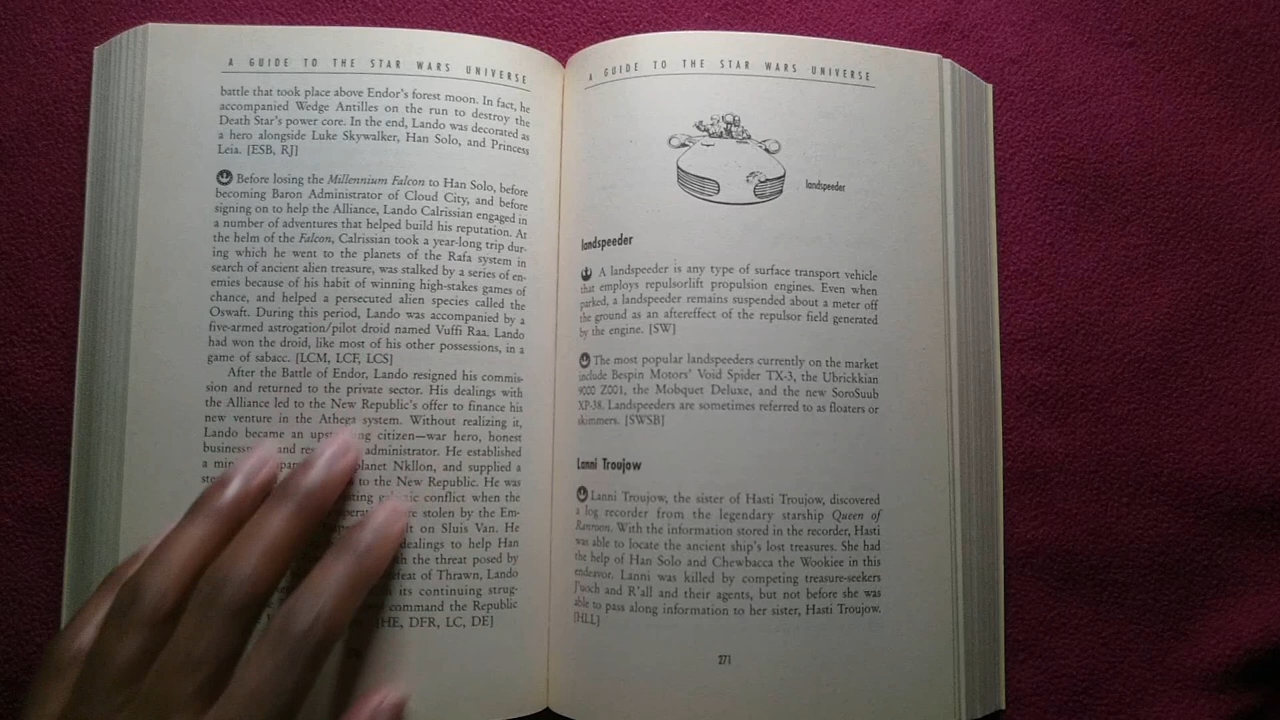 A GUIDE TO THE STAR WARS UNIVERSE
battle that took place above Endor's forest moon. In fact, he
accompanied Wedge Antilles on the run to destroy the
Death Star's power core. In the end, Lando was decorated as
a hero alongside Luke Skywalker, Han Solo, and Princess
Leia. [ESB, RJ]
Before losing the Millennium Falcon to Han Solo, before
becoming Baron Administrator of Cloud City, and before
signing on to help the Alliance, Lando Calrissian engaged in
a number of adventures that helped build his reputation. At
the helm of the Falcon, Calrissian took a year-long trip dur-
ing which he went to the planets of the Rafa system in
search of ancient alien treasure, was stalked by a series of en-
emies because of his habit of winning high-stakes games of
chance, and helped a persecuted alien species called the
Oswaft. During this period, Lando was accompanied by a
five-armed astrogation/pilot droid named Vuffi Raa. Lando
had won the droid, like most of his other possessions, in a
game of sabacc. [LCM, LCF, LCS]
After the Battle of Endor, Lando resigned his commis-
sion and returned to the private sector. His dealings with
the Alliance led to the New Republic's offer to finance his
new venture in the Athega system. Without realizing it,
Lando became an citizen—war hero, honest
and administrator. He established
a planet Nkllon, and supplied a
to the New Republic. He was
conflict when the
stolen by the Em-
on Sluis Van. He
dealings to help Han
the threat posed by
of Thrawn, Lando
its continuing strug-
command the Republic
[HE, DFR, LC, DE]
A GUIDE TO THE STAR WARS UNIVERSE
landspeeder
landspeeder
A landspeeder is any type of surface transport vehicle
that employs repulsorlift propulsion engines. Even when
parked, a landspeeder remains suspended about a meter off
the ground as an aftereffect of the repulsor field generated
by the engine. [SW]
The most popular landspeeders currently on the market
include Bespin Motors' Void Spider TX-3, the Ubrickkian
9000 Z001, the Mobquet Deluxe, and the new SoroSuub
XP-38. Landspeeders are sometimes referred to as floaters or
skimmers. [SWSB]
Lanni Troujow
Lanni Troujow, the sister of Hasti Troujow, discovered
a log recorder from the legendary starship Queen of
Ranroon. With the information stored in the recorder, Hasti
was able to locate the ancient ship's lost treasures. She had
the help of Han Solo and Chewbacca the Wookiee in this
endeavor. Lanni was killed by competing treasure-seekers
J'uoch and R'all and their agents, but not before she was
able to pass along information to her sister, Hasti Troujow.
[HLL]
271